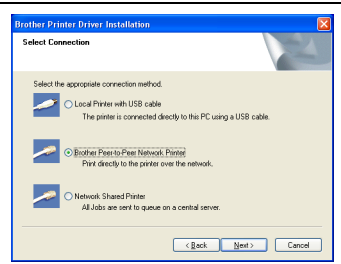 Brother Printer Driver Installation
Select Connection
Select the appropriate connection method.
Local Printer with USB cable
The printer is connected directly to this PC using a USB cable.
Brother Peer-to-Peer Network Printer
Print directly to the printer over the network.
Network Shared Printer
All Jobs are sent to queue on a central server.
< Back Next > Cancel